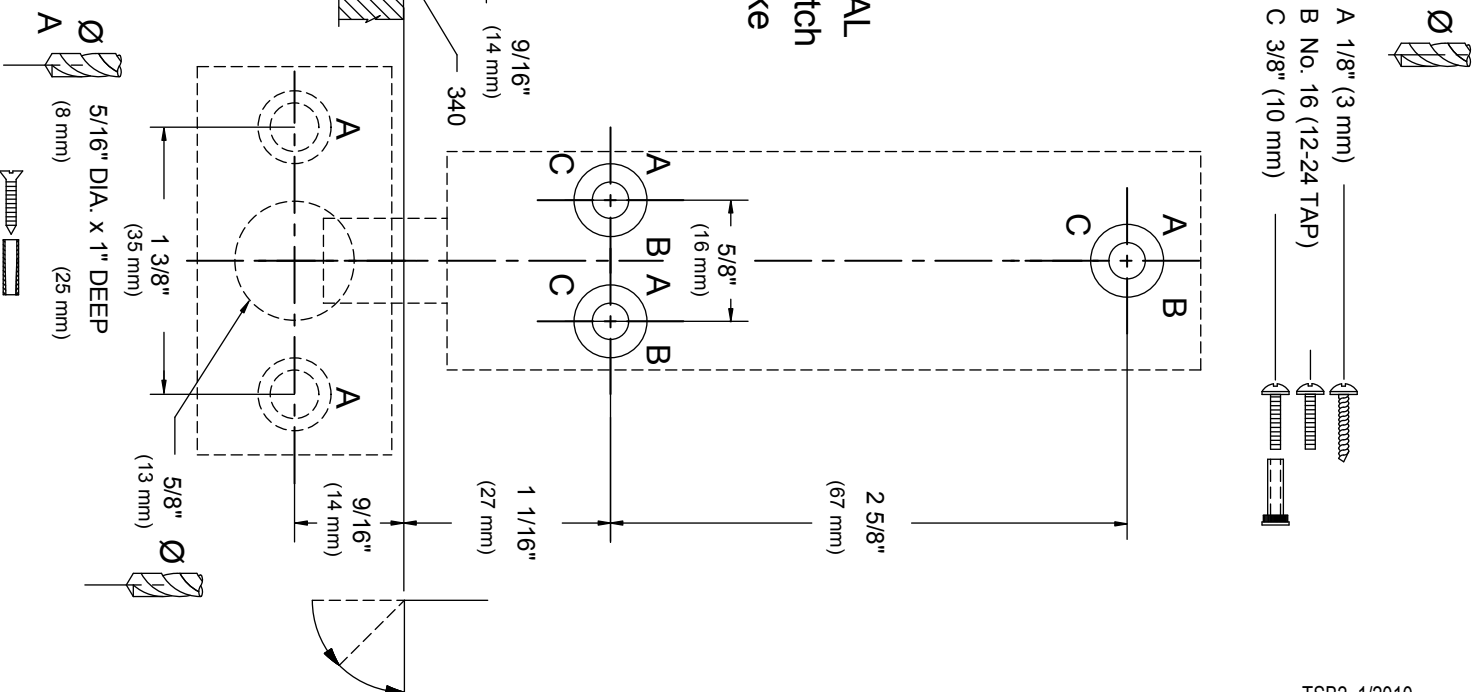 Ø
A 1/8" (3 mm)
B No. 16 (12-24 TAP)
C 3/8" (10 mm)
AL
tch
ke
9/16"
(14 mm)
340
A
B
C
A
B
C
A
B
C
5/8"
(16 mm)
2 5/8"
(67 mm)
1 1/16"
(27 mm)
9/16"
(14 mm)
A
A
1 3/8"
(35 mm)
5/8"
(13 mm)
Ø
Ø
A
5/16" DIA. x 1" DEEP
(8 mm) (25 mm)